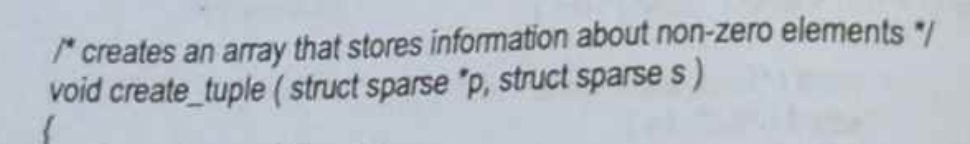 /* creates an array that stores information about non-zero elements */
void create_tuple ( struct sparse *p, struct sparse s )
{